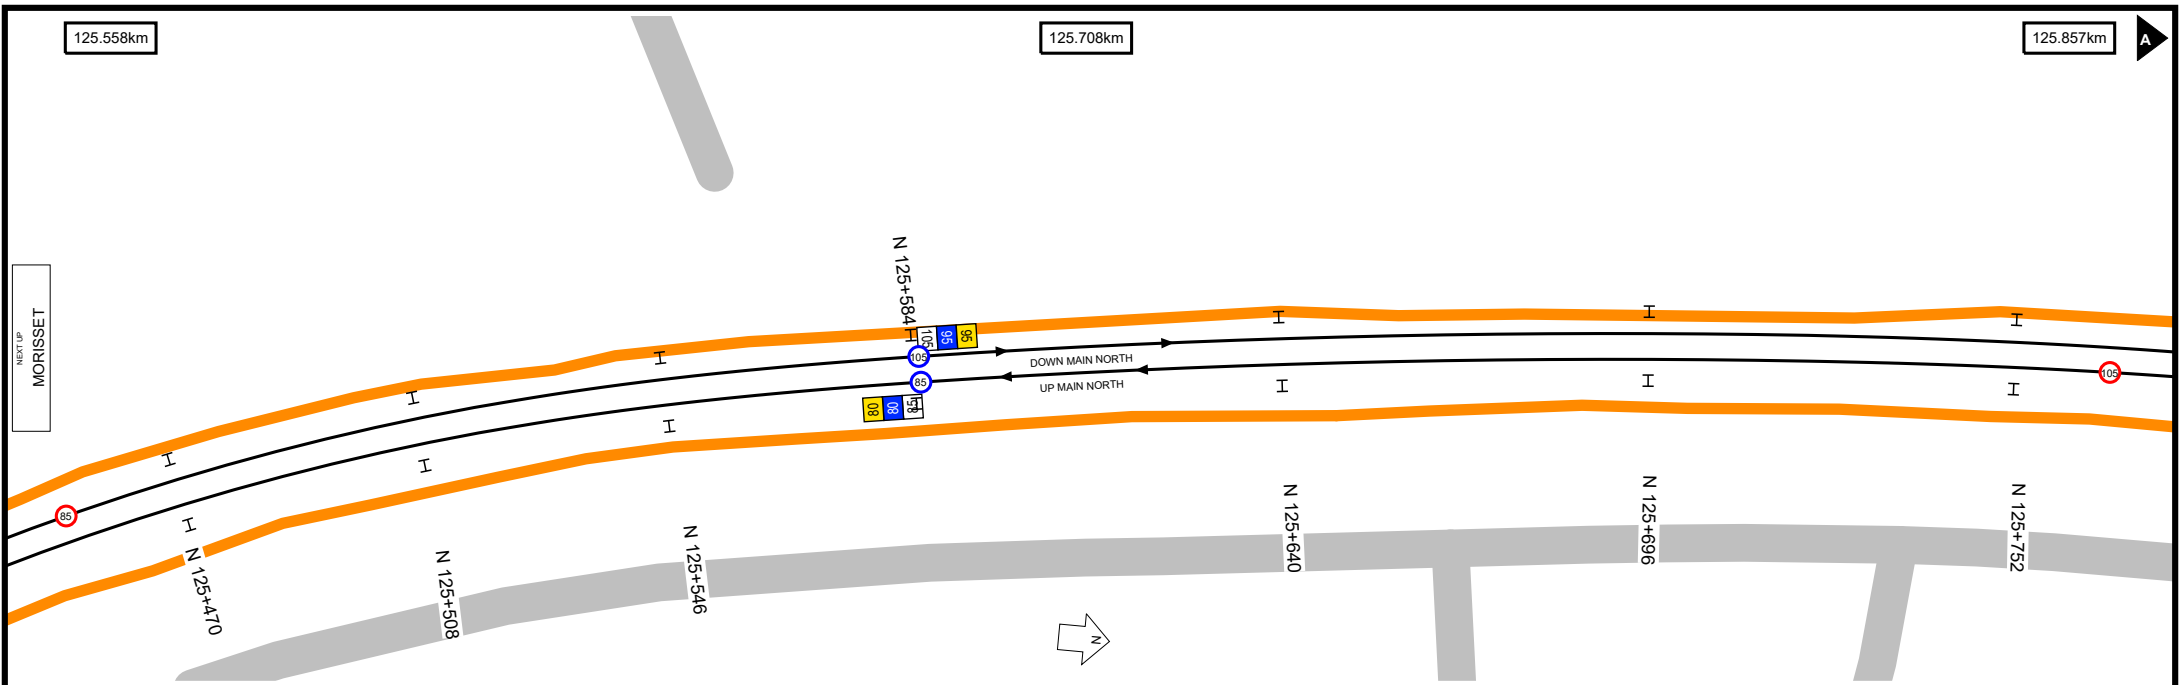 125.558km
125.708km
125.857km
A
NEXT UP
MORISSET
N 125+584
105
95
95
105
DOWN MAIN NORTH
85
UP MAIN NORTH
80
80
85
105
85
N 125+470
N 125+508
N 125+546
N 125+640
N 125+696
N 125+752
N